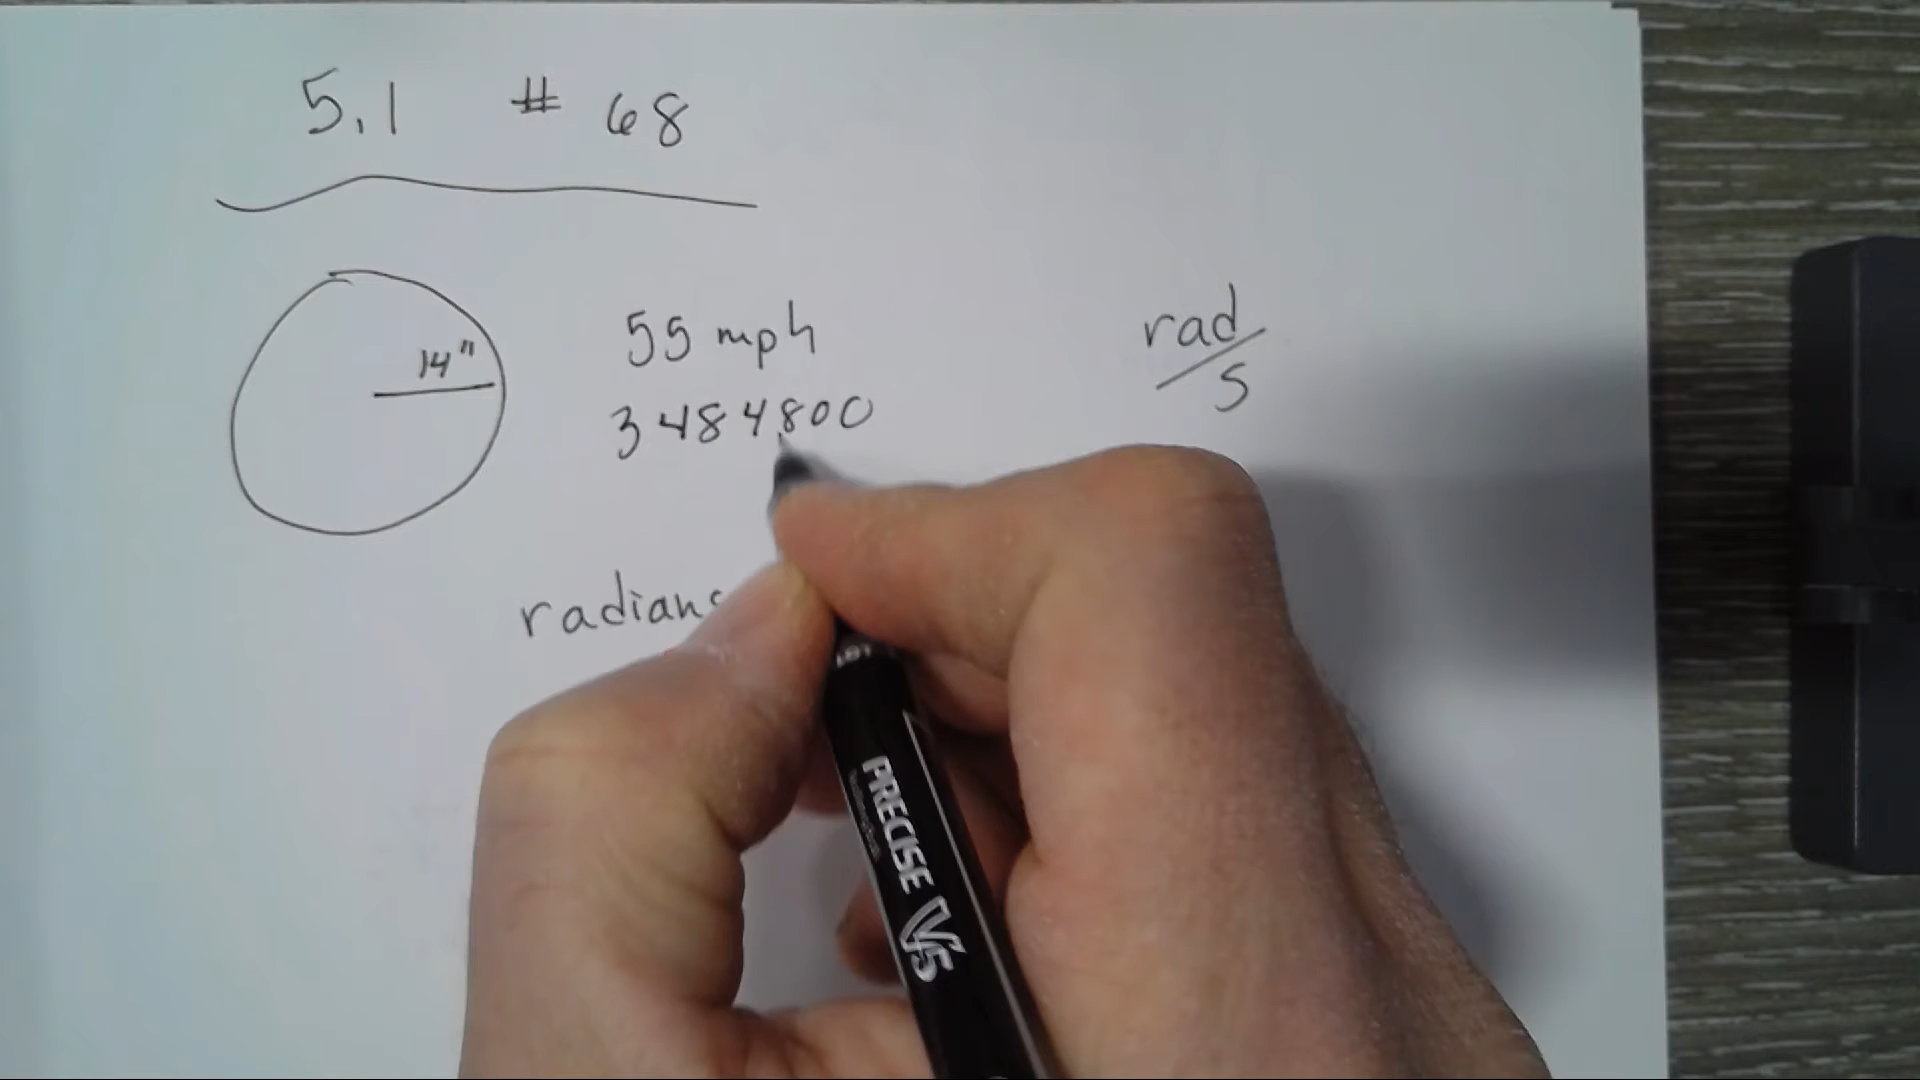 5.1 # 68
14"
55 mph
3484800
rad/s
radians
PRECISE V5